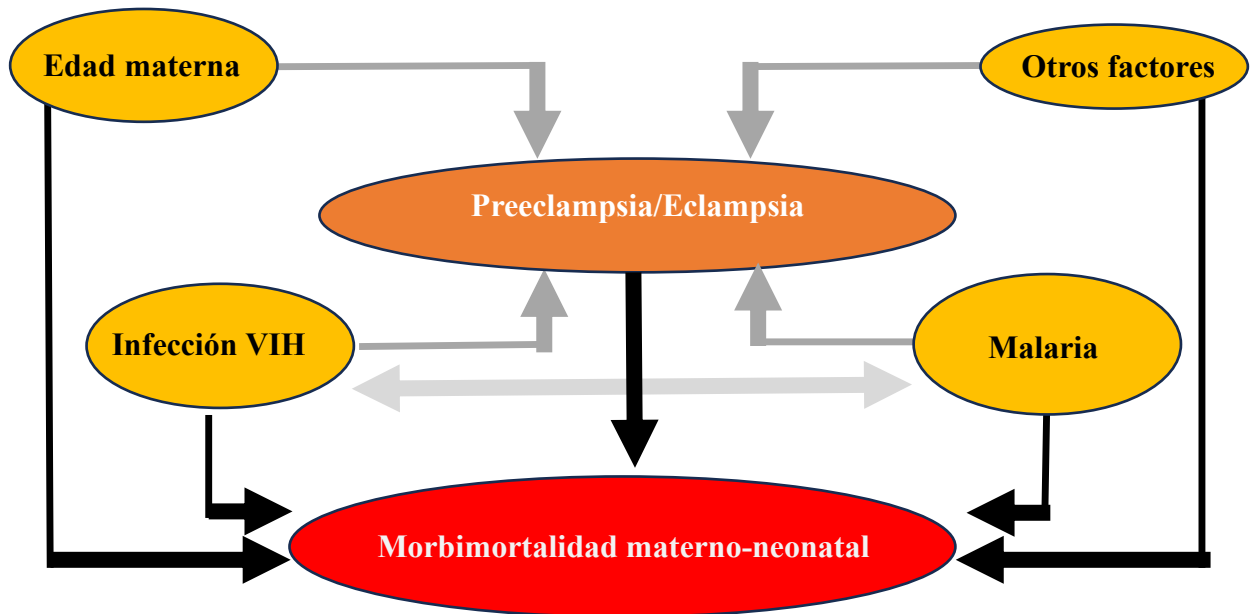 Edad materna
Otros factores
Preeclampsia/Eclampsia
Infección VIH
Malaria
Morbimortalidad materno-neonatal